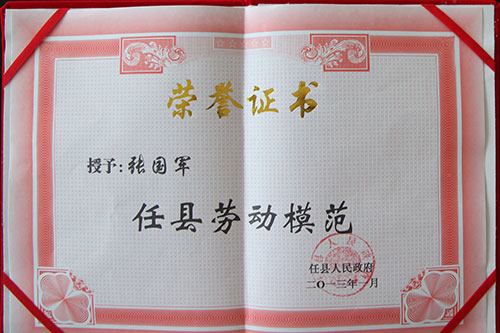 荣誉证书
授予：张国军
任县劳动模范
任县人民政府
二〇一三年一月